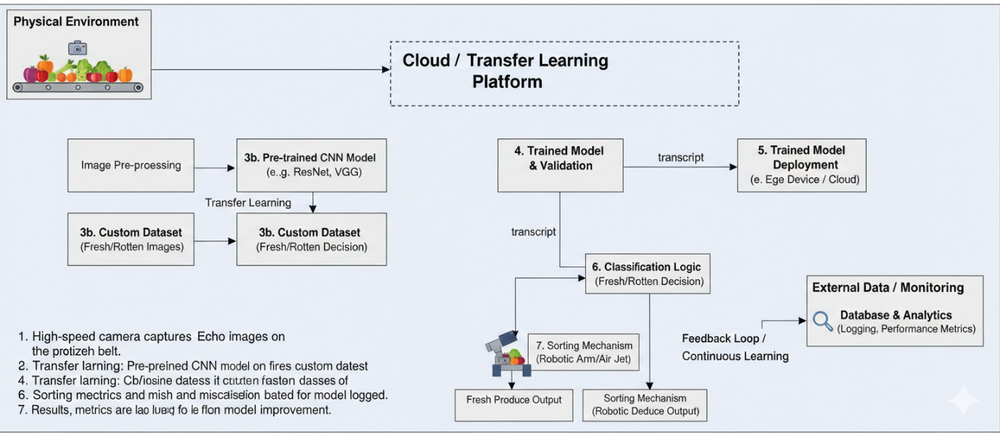 Physical Environment
Cloud / Transfer Learning
Platform
Image Pre-proessing
3b. Pre-trained CNN Model
(e..g. ResNet, VGG)
4. Trained Model
& Validation
transcript
5. Trained Model
Deployment
(e. Ege Device / Cloud)
Transfer Learning
3b. Custom Dataset
(Fresh/Rotten Images)
3b. Custom Dataset
(Fresh/Rotten Decision)
transcript
6. Classification Logic
(Fresh/Rotten Decision)
External Data / Monitoring
Database & Analytics
(Logging, Performance Metrics)
Feedback Loop /
Continuous Learning
7. Sorting Mechanism
(Robotic Arm/Air Jet)
Fresh Produce Output
Sorting Mechanism
(Robotic Deduce Output)
1. High-speed camera captures Echo images on
the protizeh belt.
2. Transfer larning: Pre-preined CNN model on fires custom datest
4. Transfer larning: datess it fasten dasses of
6. Sorting mectrics and mish and bated for model logged.
7. Results, metrics are lao fo le flon model improvement.